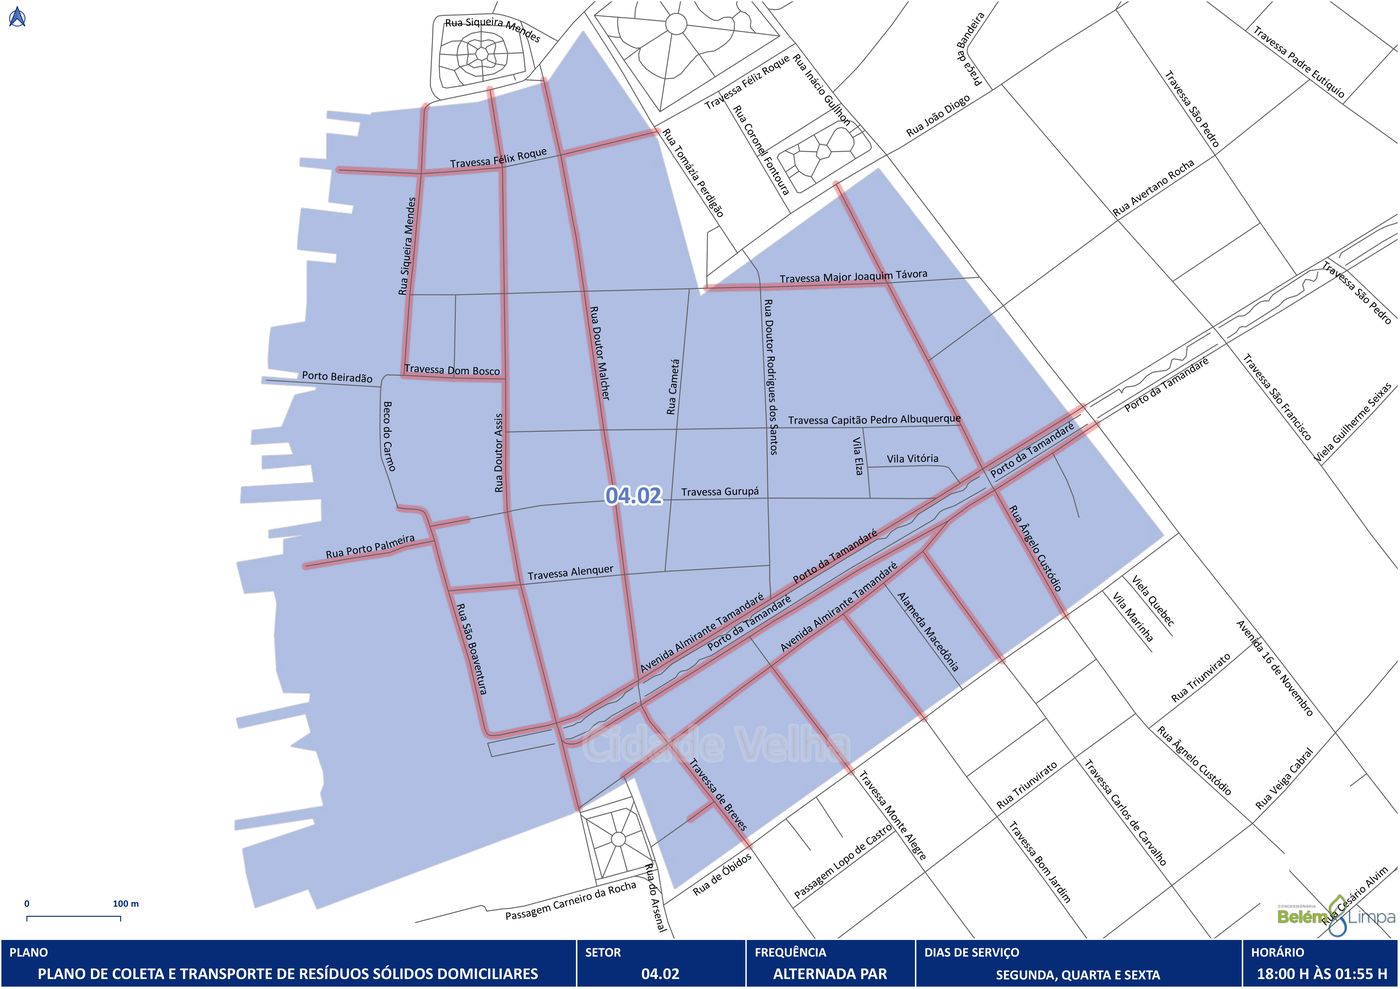 Rua Siqueira Mendes
Travessa Féliz Roque
Rua Inácio Guilhon
Praça da Bandeira
Travessa Padre Eutíquio
Travessa São Pedro
Rua João Diogo
Rua Coronel Fontoura
Rua Tomázia Perdigão
Travessa Félix Roque
Rua Avertano Rocha
Rua Siqueira Mendes
Travessa Major Joaquim Távora
Travessa São Pedro
Rua Doutor Malcher
Rua Doutor Rodrigues dos Santos
Rua Cametá
Travessa Dom Bosco
Porto Beiradão
Porto da Tamandaré
Travessa São Francisco
Viela Guilherme Seixas
Beco do Carmo
Rua Doutor Assis
Travessa Capitão Pedro Albuquerque
Vila Elza
Vila Vitória
Porto da Tamandaré
04.02
Travessa Gurupá
Rua Ângelo Custódio
Rua Porto Palmeira
Travessa Alenquer
Porto da Tamandaré
Avenida Almirante Tamandaré
Porto da Tamandaré
Avenida Almirante Tamandaré
Alameda Macedônia
Viela Quebec
Vila Marinha
Rua São Boaventura
Avenida 16 de Novembro
Rua Triunvirato
Cidade Velha
Travessa de Breves
Rua Âgnelo Custódio
Rua Veiga Cabral
Rua Triunvirato
Travessa Carlos de Carvalho
Travessa Monte Alegre
Travessa Bom Jardim
Passagem Lopo de Castro
Rua de Óbidos
Rua do Arsenal
Passagem Carneiro da Rocha
Rua Cesário Alvim
0 100 m
CONCESSIONÁRIA
Belém Limpa
PLANO
PLANO DE COLETA E TRANSPORTE DE RESÍDUOS SÓLIDOS DOMICILIARES
SETOR
04.02
FREQUÊNCIA
ALTERNADA PAR
DIAS DE SERVIÇO
SEGUNDA, QUARTA E SEXTA
HORÁRIO
18:00 H ÀS 01:55 H